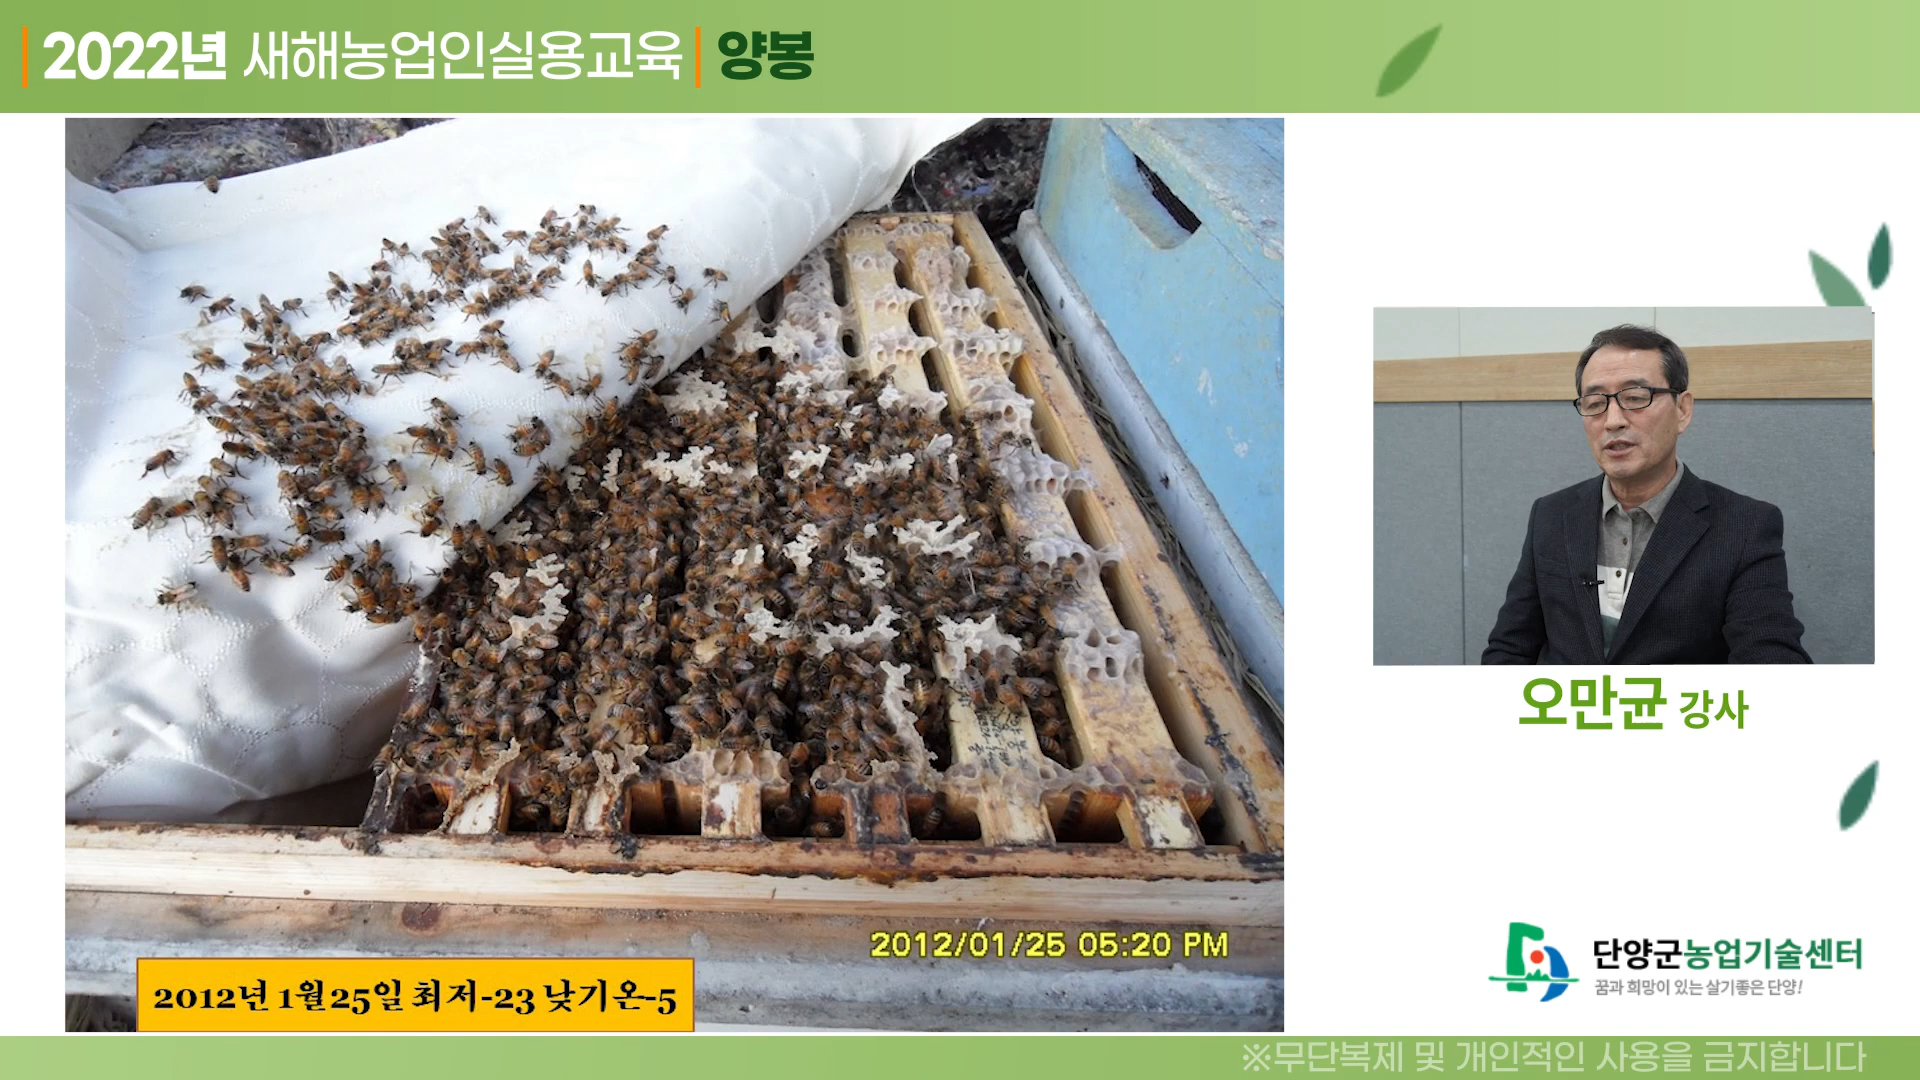 2022년 새해농업인실용교육 양봉
2012/01/25 05:20 PM
2012년 1월 25일 최저-23 낮기온-5
오만균 강사
단양군농업기술센터
꿈과 희망이 있는 살기좋은 단양!
※무단복제 및 개인적인 사용을 금지합니다